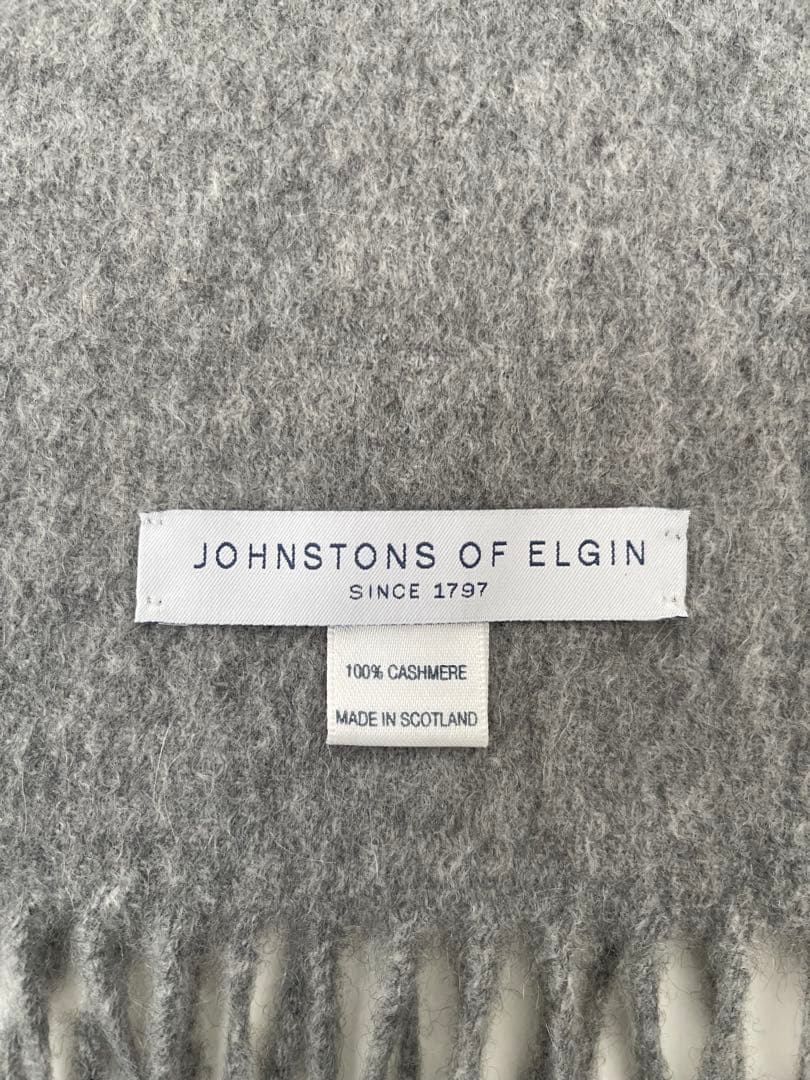 JOHNSTONS OF ELGIN
SINCE 1797
100% CASHMERE
MADE IN SCOTLAND